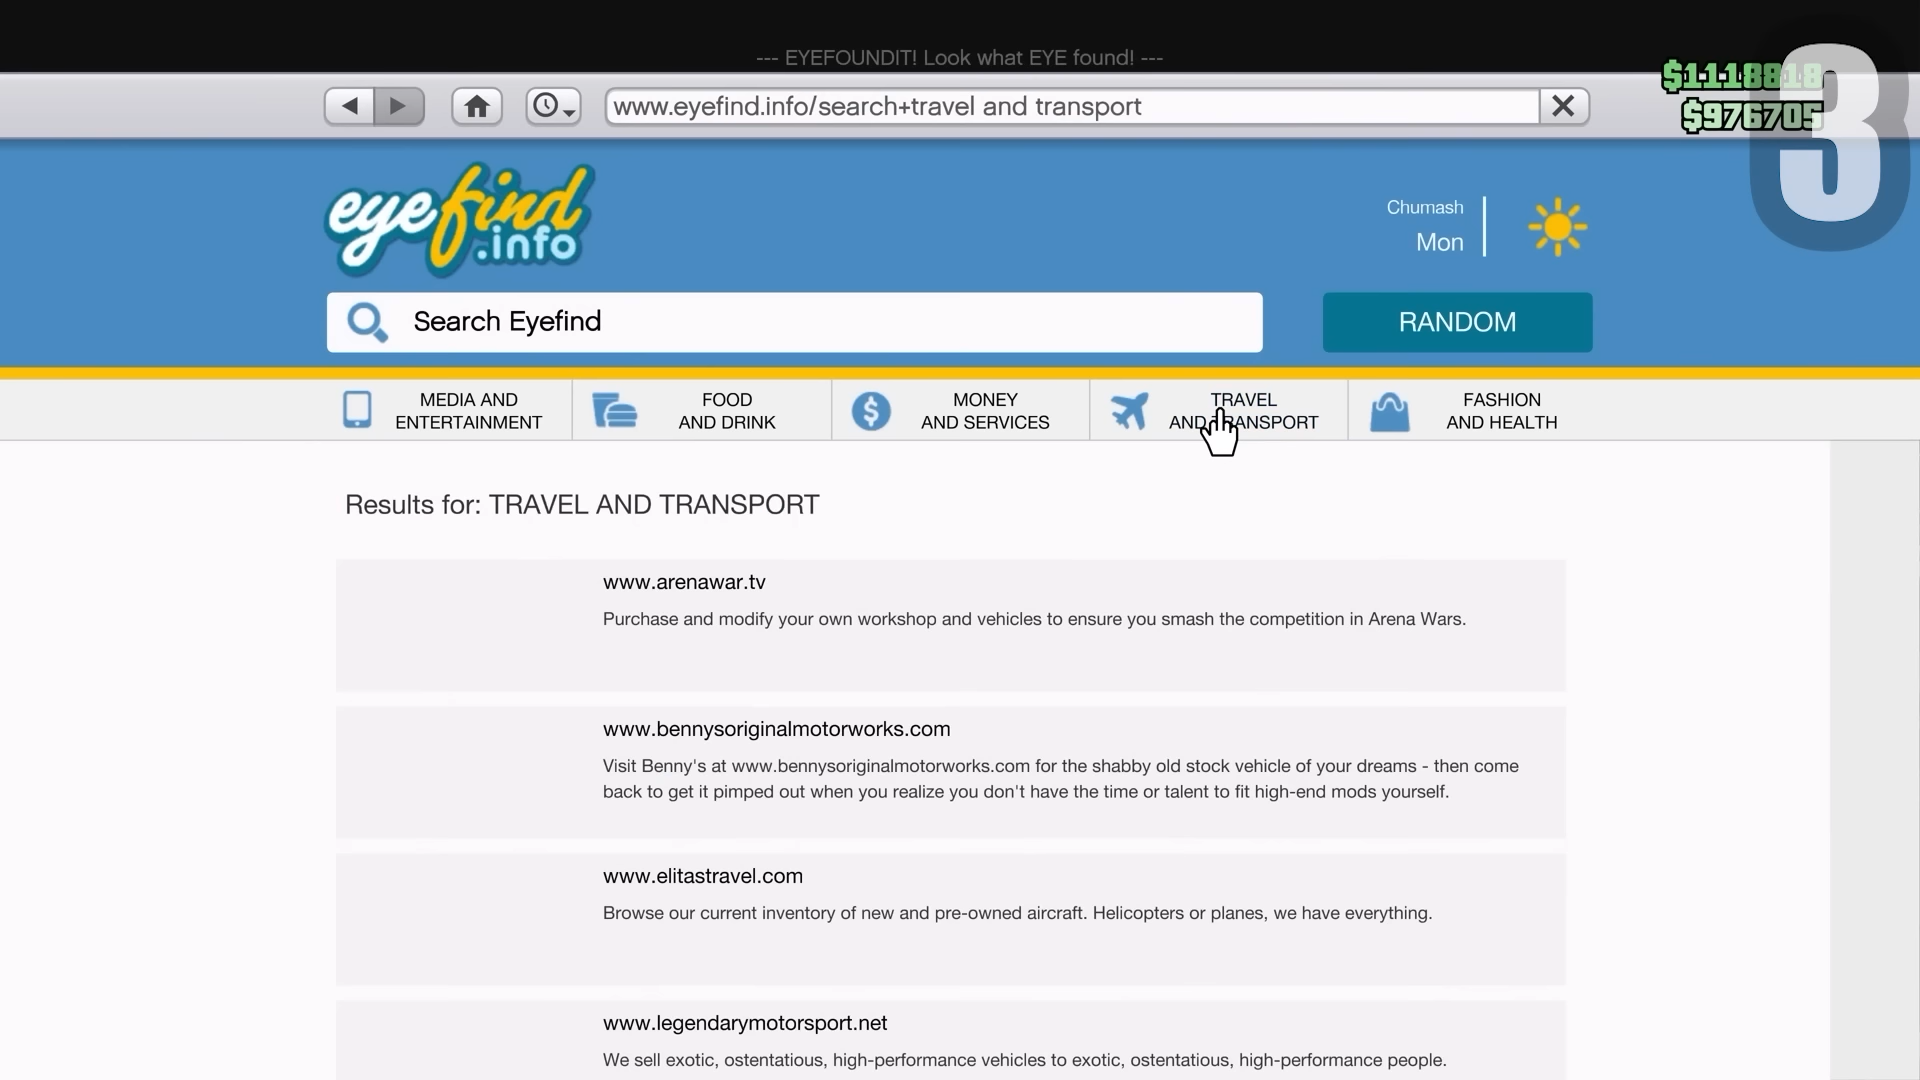 --- EYEFOUNDIT! Look what EYE found! ---
www.eyefind.info/search+travel and transport
$1118818
$976705
3
eyefind
.info
Chumash
Mon
Search Eyefind
RANDOM
MEDIA AND
ENTERTAINMENT
FOOD
AND DRINK
MONEY
AND SERVICES
TRAVEL
AND TRANSPORT
FASHION
AND HEALTH
Results for: TRAVEL AND TRANSPORT
www.arenawar.tv
Purchase and modify your own workshop and vehicles to ensure you smash the competition in Arena Wars.
www.bennysoriginalmotorworks.com
Visit Benny's at www.bennysoriginalmotorworks.com for the shabby old stock vehicle of your dreams - then come
back to get it pimped out when you realize you don't have the time or talent to fit high-end mods yourself.
www.elitastravel.com
Browse our current inventory of new and pre-owned aircraft. Helicopters or planes, we have everything.
www.legendarymotorsport.net
We sell exotic, ostentatious, high-performance vehicles to exotic, ostentatious, high-performance people.